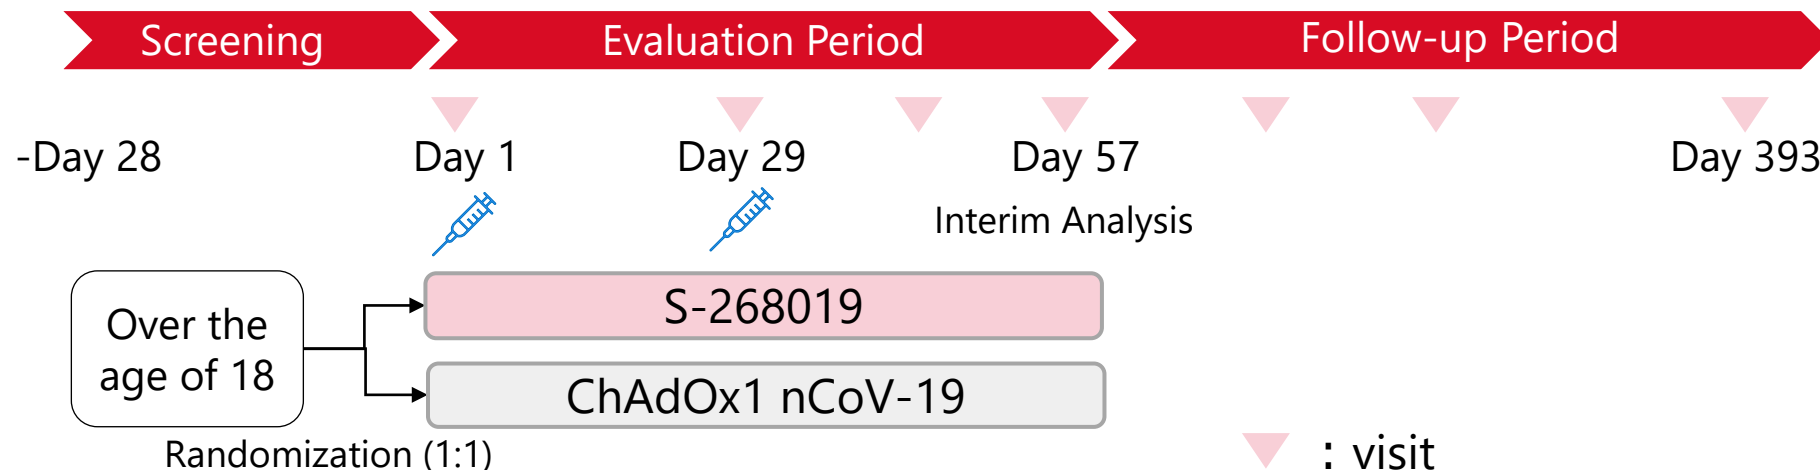 Screening
Evaluation Period
Follow-up Period
-Day 28
Day 1
Day 29
Day 57
Day 393
Interim Analysis
Over the
age of 18
S-268019
ChAdOx1 nCoV-19
Randomization (1:1)
: visit